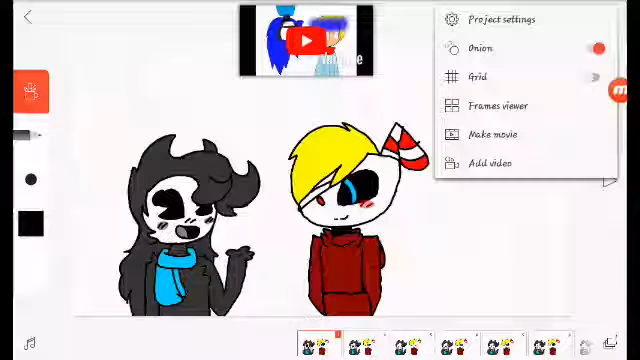 Project settings
Onion
Grid
Frames viewer
Make movie
Add video